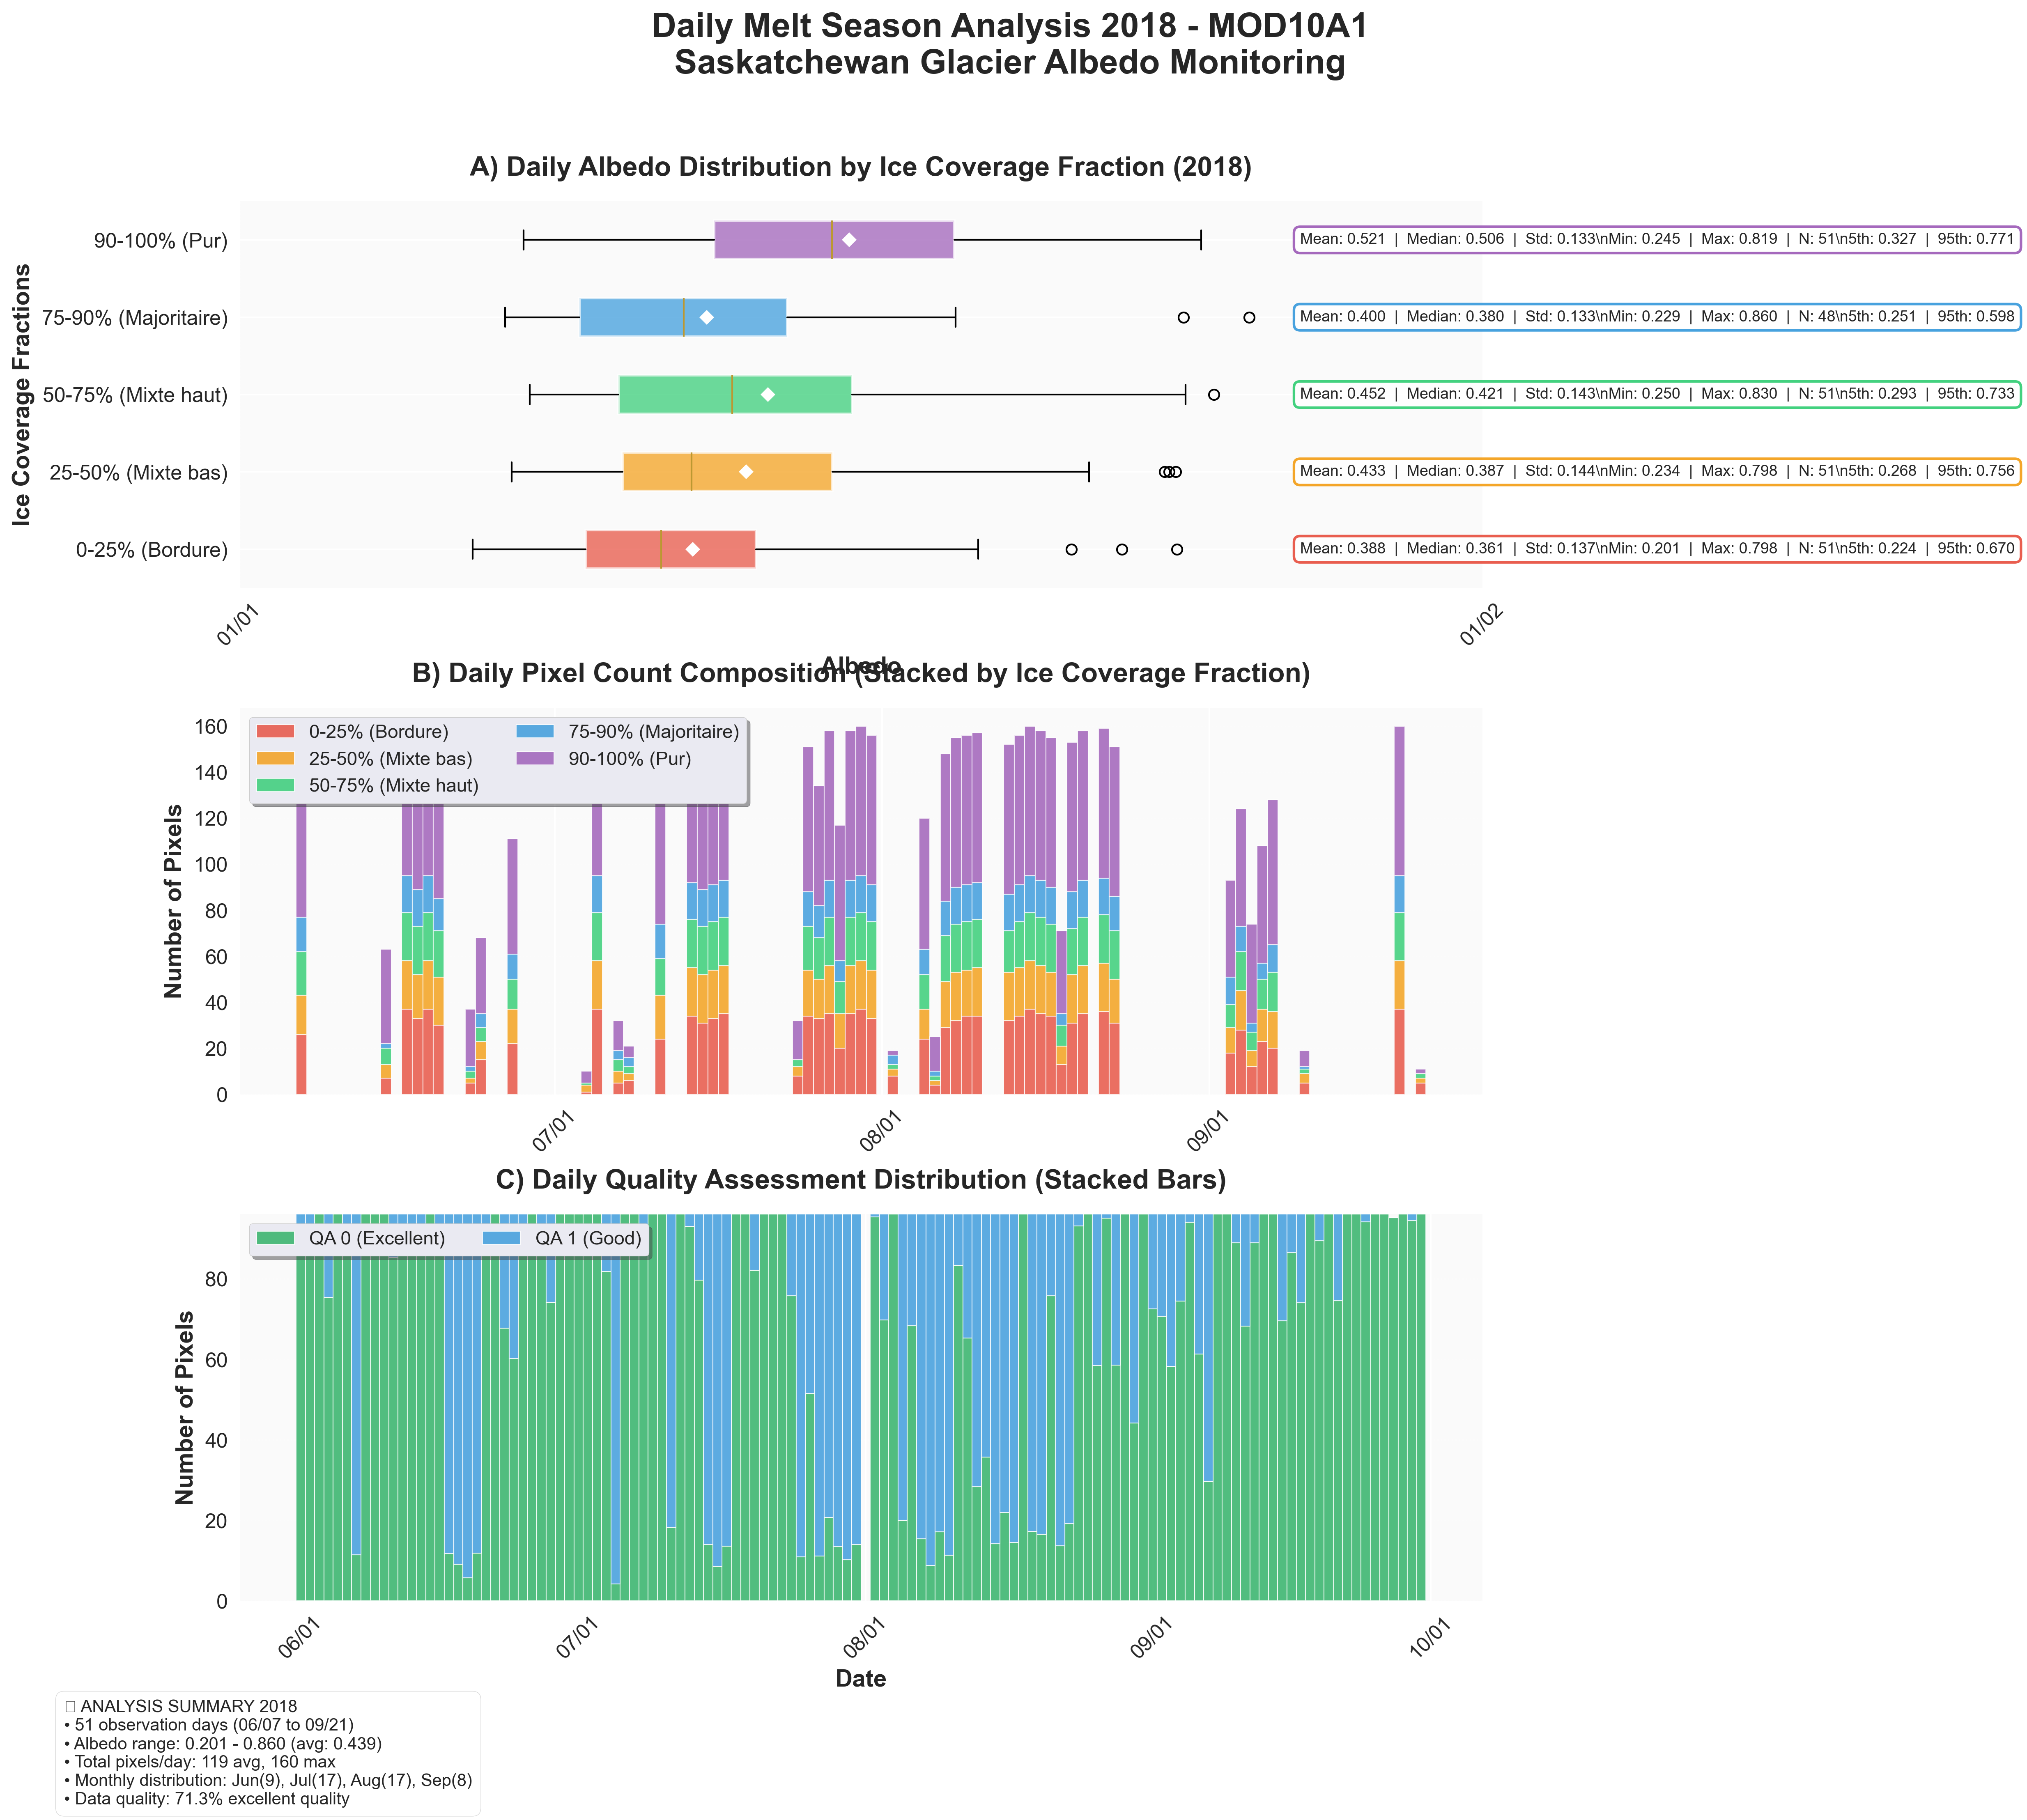 Daily Melt Season Analysis 2018 - MOD10A1
Saskatchewan Glacier Albedo Monitoring
A) Daily Albedo Distribution by Ice Coverage Fraction (2018)
Ice Coverage Fractions
90-100% (Pur)
Mean: 0.521 | Median: 0.506 | Std: 0.133\nMin: 0.245 | Max: 0.819 | N: 51\n5th: 0.327 | 95th: 0.771
75-90% (Majoritaire)
Mean: 0.400 | Median: 0.380 | Std: 0.133\nMin: 0.229 | Max: 0.860 | N: 48\n5th: 0.251 | 95th: 0.598
50-75% (Mixte haut)
Mean: 0.452 | Median: 0.421 | Std: 0.143\nMin: 0.250 | Max: 0.830 | N: 51\n5th: 0.293 | 95th: 0.733
25-50% (Mixte bas)
Mean: 0.433 | Median: 0.387 | Std: 0.144\nMin: 0.234 | Max: 0.798 | N: 51\n5th: 0.268 | 95th: 0.756
0-25% (Bordure)
Mean: 0.388 | Median: 0.361 | Std: 0.137\nMin: 0.201 | Max: 0.798 | N: 51\n5th: 0.224 | 95th: 0.670
01/01
01/02
Albedo
B) Daily Pixel Count Composition (Stacked by Ice Coverage Fraction)
Number of Pixels
160
140
120
100
80
60
40
20
0
0-25% (Bordure)
25-50% (Mixte bas)
50-75% (Mixte haut)
75-90% (Majoritaire)
90-100% (Pur)
07/01
08/01
09/01
C) Daily Quality Assessment Distribution (Stacked Bars)
Number of Pixels
QA 0 (Excellent)
QA 1 (Good)
80
60
40
20
0
06/01
07/01
08/01
09/01
10/01
Date
ANALYSIS SUMMARY 2018
• 51 observation days (06/07 to 09/21)
• Albedo range: 0.201 - 0.860 (avg: 0.439)
• Total pixels/day: 119 avg, 160 max
• Monthly distribution: Jun(9), Jul(17), Aug(17), Sep(8)
• Data quality: 71.3% excellent quality